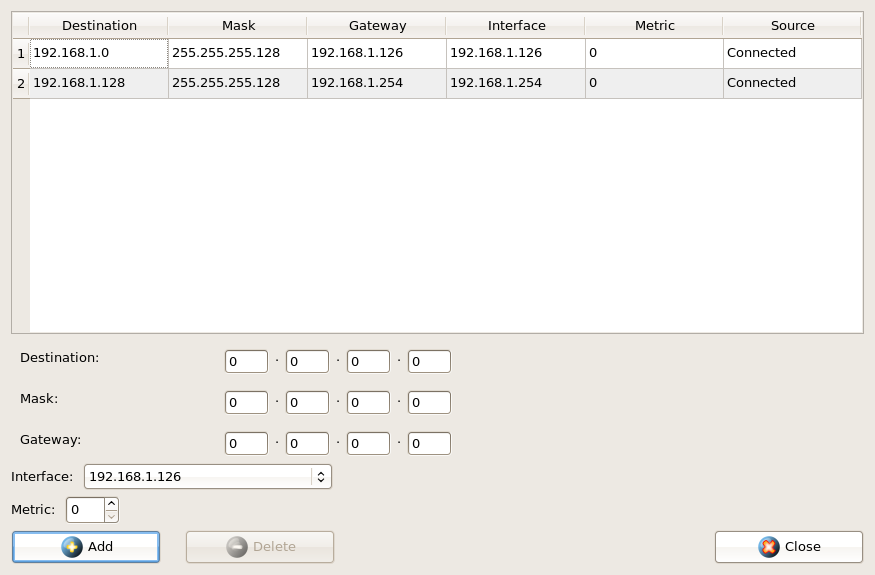 Destination Mask Gateway Interface Metric Source
1 192.168.1.0 255.255.255.128 192.168.1.126 192.168.1.126 0 Connected
2 192.168.1.128 255.255.255.128 192.168.1.254 192.168.1.254 0 Connected
Destination: 0 . 0 . 0 . 0
Mask: 0 . 0 . 0 . 0
Gateway: 0 . 0 . 0 . 0
Interface: 192.168.1.126
Metric: 0
Add Delete Close